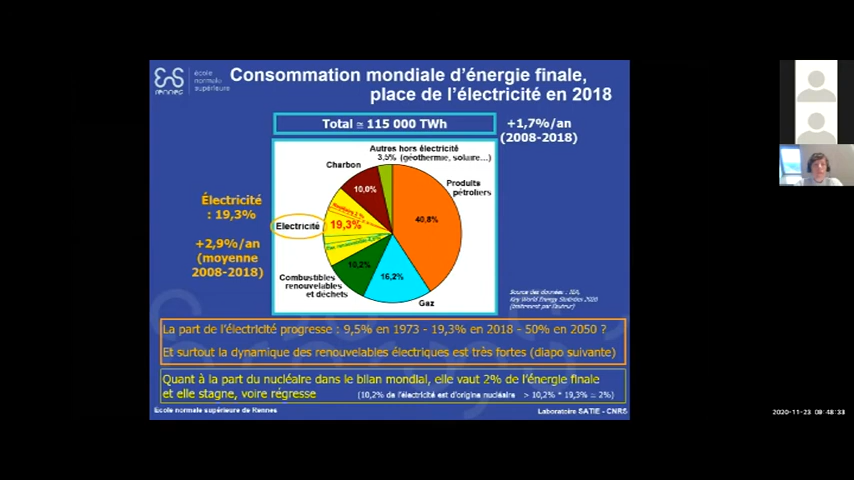 école
normale
supérieure
RENNES
Consommation mondiale d'énergie finale,
place de l'électricité en 2018
Total ≅ 115 000 TWh
+1,7%/an
(2008-2018)
Autres hors électricité
3,5% (géothermie, solaire...)
Charbon
10,0%
Produits
pétroliers
40,8%
Électricité
: 19,3%
+2,9%/an
(moyenne
2008-2018)
Electricité
19,3%
10,2%
16,2%
Combustibles
renouvelables
et déchets
Gaz
Source des données : IEA,
Key World Energy Statistics 2020
(traitement par l'auteur)
La part de l'électricité progresse : 9,5% en 1973 - 19,3% en 2018 - 50% en 2050 ?
Et surtout la dynamique des renouvelables électriques est très fortes (diapo suivante)
Quant à la part du nucléaire dans le bilan mondial, elle vaut 2% de l'énergie finale
et elle stagne, voire régresse (10,2% de l'électricité est d'origine nucléaire > 10,2% * 19,3% = 2%)
Ecole normale supérieure de Rennes
Laboratoire SATIE - CNRS
2020-11-23 09:48:33